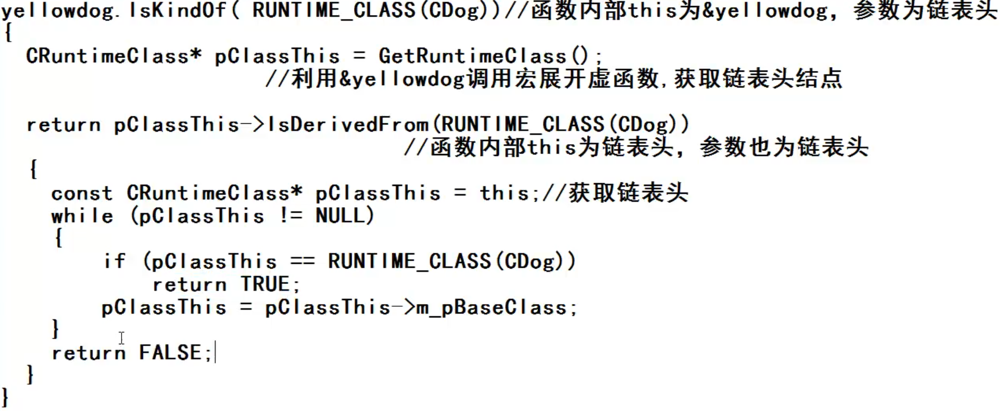 yellowdog.IsKindOf( RUNTIME_CLASS(CDog))//函数内部this为&yellowdog，参数为链表头
{
CRuntimeClass* pClassThis = GetRuntimeClass();
//利用&yellowdog调用宏展开虚函数,获取链表头结点
return pClassThis->IsDerivedFrom(RUNTIME_CLASS(CDog))
//函数内部this为链表头，参数也为链表头
{
const CRuntimeClass* pClassThis = this;//获取链表头
while (pClassThis != NULL)
{
if (pClassThis == RUNTIME_CLASS(CDog))
return TRUE;
pClassThis = pClassThis->m_pBaseClass;
}
return FALSE;
}
}